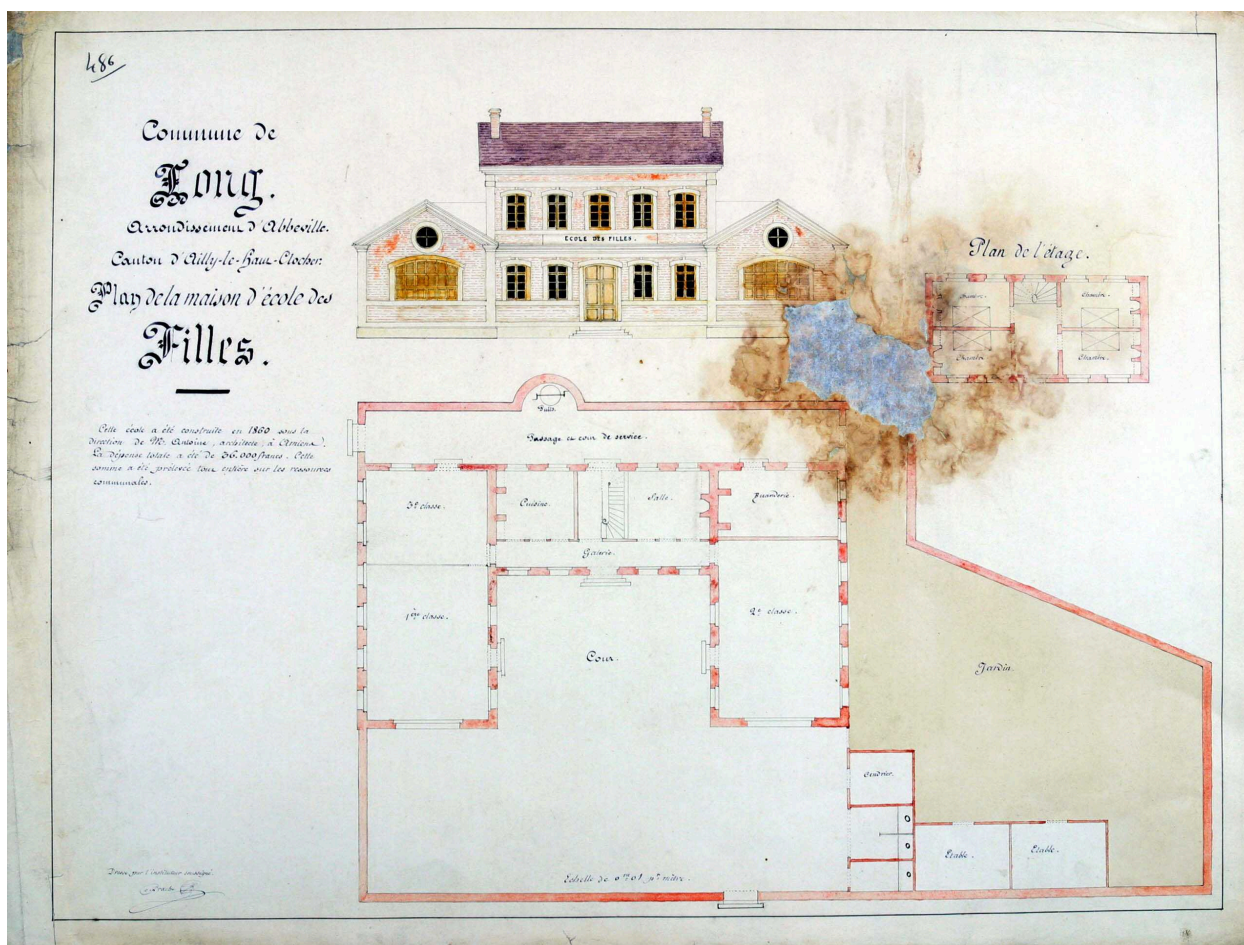 486
Commune de
Long.
Arrondissement d'Abbeville.
Canton d'Ailly-le-Haut-Clocher.
Plan de la maison d'école des
Filles.
Cette école a été construite en 1860 sous la
direction de Mr. Antoine, architecte, à Amiens.
La dépense totale a été de 36.000 francs. Cette
somme a été prélevée tout entière sur les ressources
communales.
ECOLE DES FILLES.
Plan de l'étage.
Chambre.
Chambre.
Chambre
Chambre.
Puits.
Passage et cour de service.
3e classe.
Cuisine.
Salle.
Buanderie.
Galerie.
1ère classe.
2e classe.
Cour.
Jardin.
Cendrier.
Etable.
Etable.
Echelle de 0m01 pr mètre.
Dressé par l'instituteur soussigné